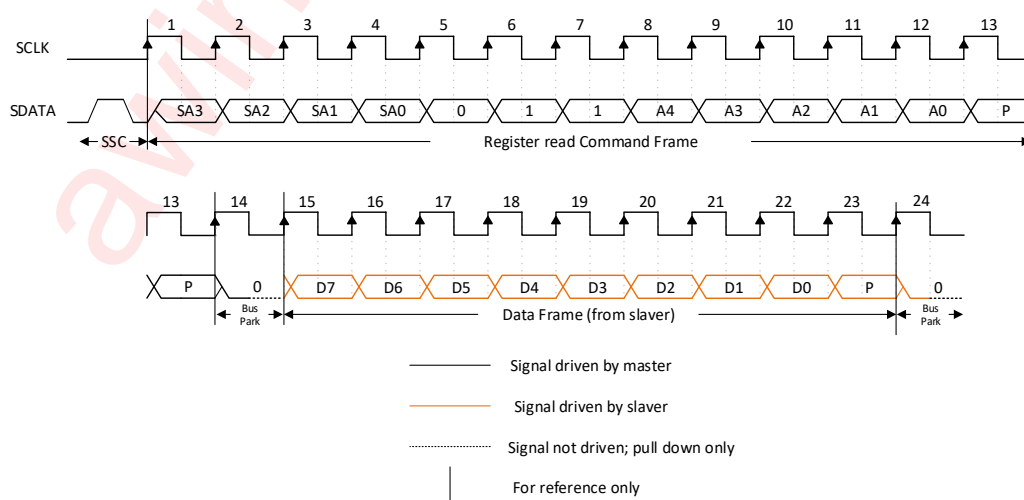 1 2 3 4 5 6 7 8 9 10 11 12 13
SCLK
SDATA SA3 SA2 SA1 SA0 0 1 1 A4 A3 A2 A1 A0 P
SSC Register read Command Frame
13 14 15 16 17 18 19 20 21 22 23 24
P 0 D7 D6 D5 D4 D3 D2 D1 D0 P 0
Bus Park Data Frame (from slaver) Bus Park
Signal driven by master
Signal driven by slaver
Signal not driven; pull down only
For reference only
awin